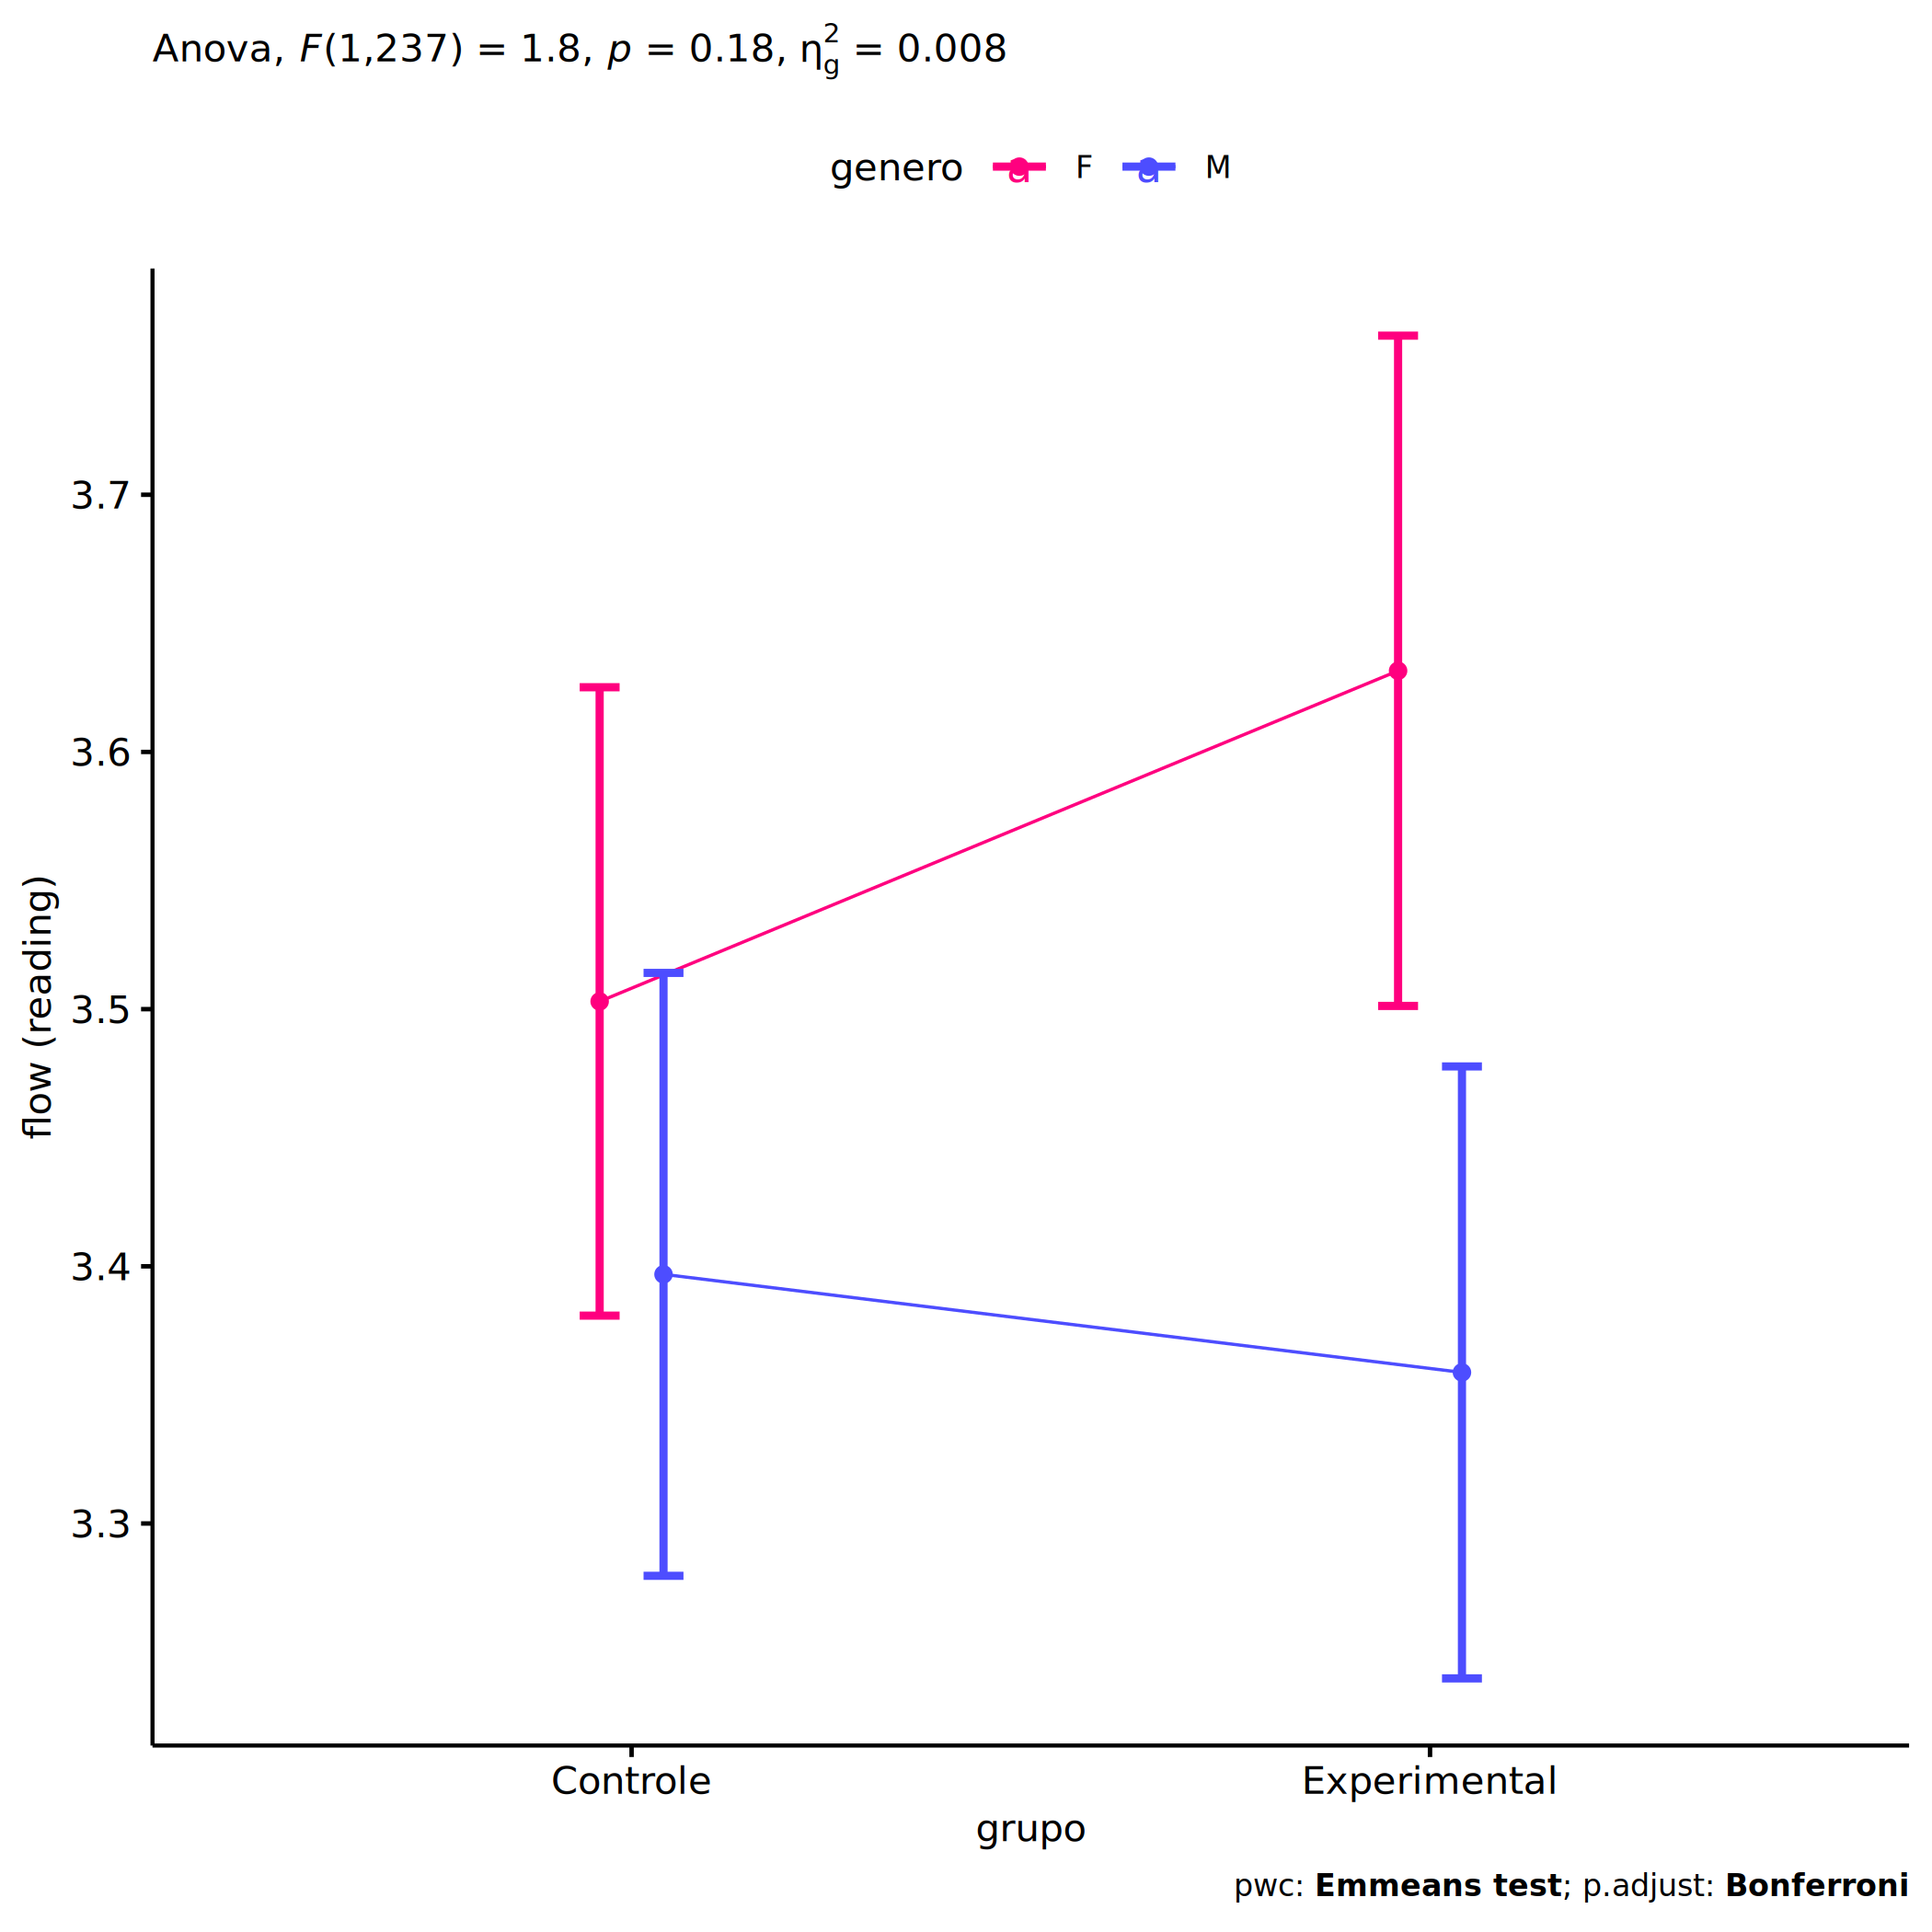 Anova, F(1,237) = 1.8, p = 0.18, η²g = 0.008
genero a F a M
flow (reading)
3.7
3.6
3.5
3.4
3.3
Controle Experimental
grupo
pwc: Emmeans test; p.adjust: Bonferroni